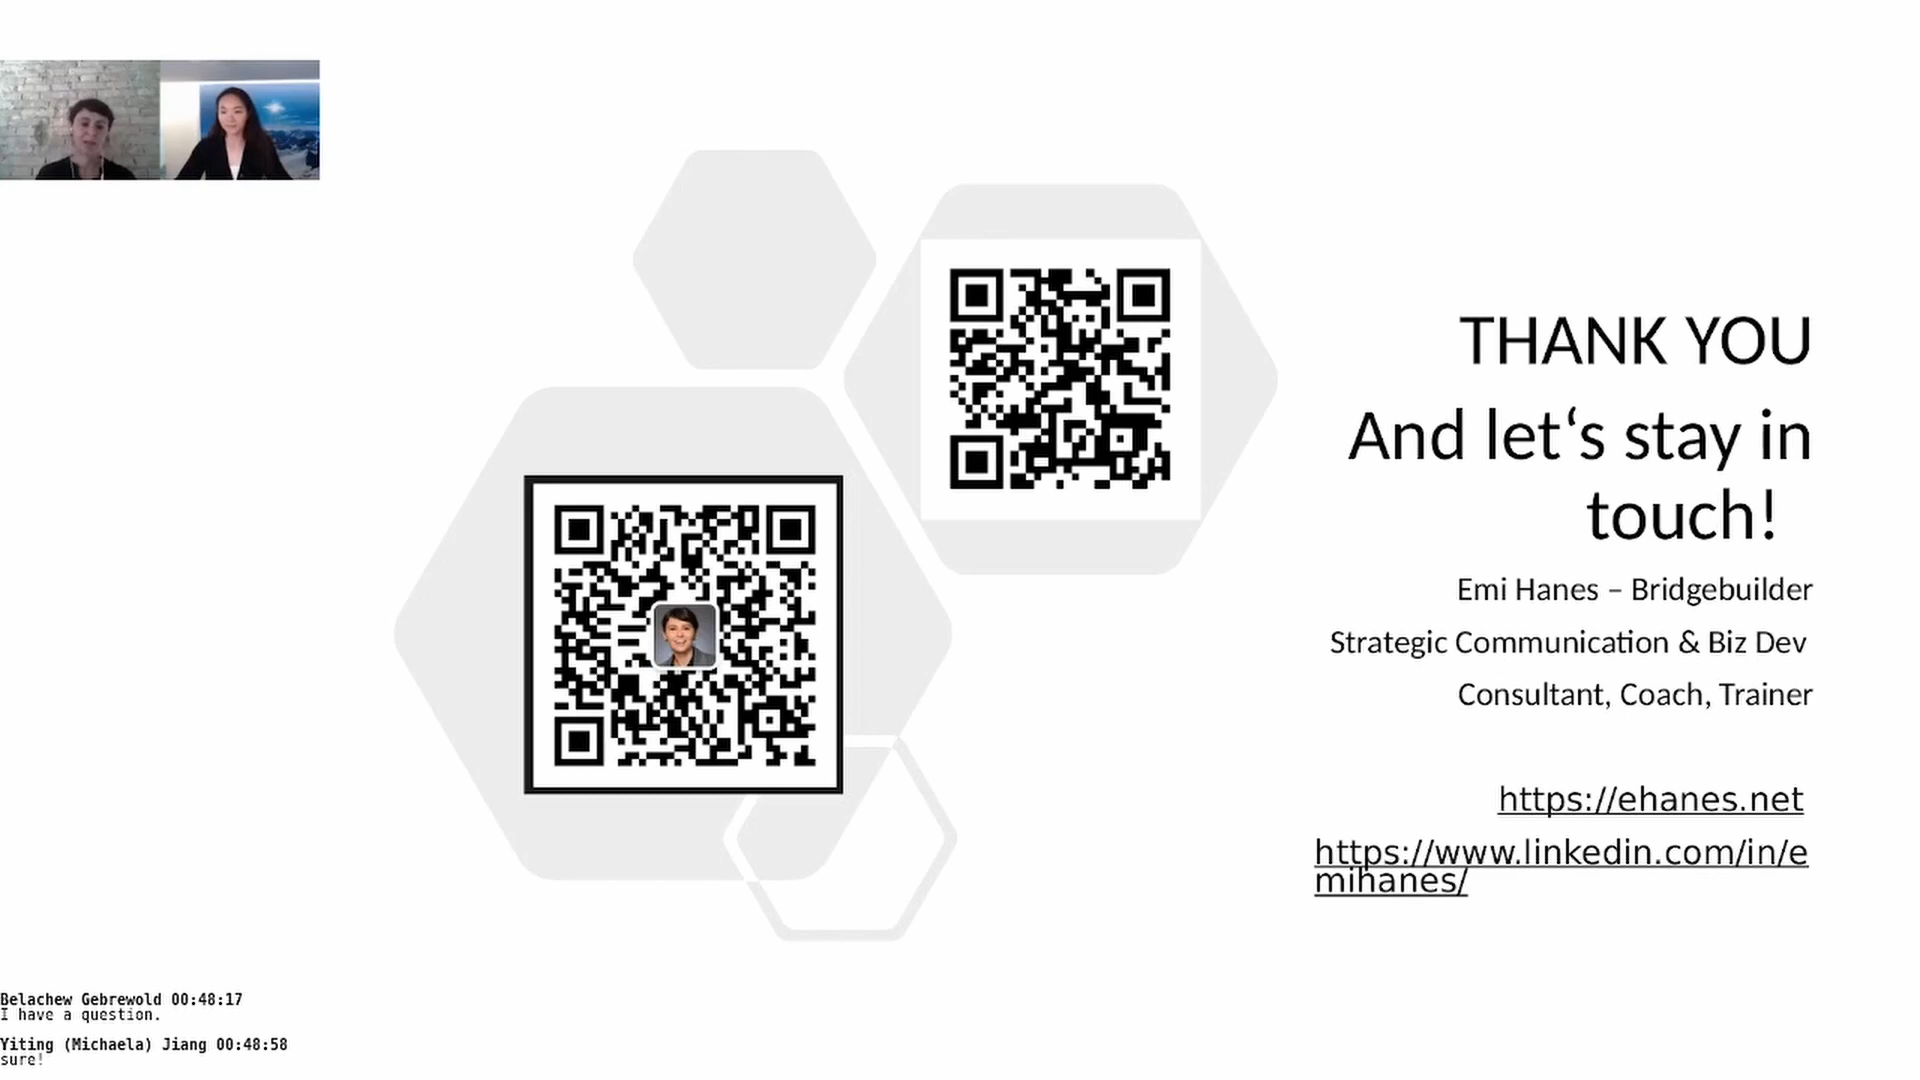 THANK YOU
And let‘s stay in
touch!
Emi Hanes – Bridgebuilder
Strategic Communication & Biz Dev
Consultant, Coach, Trainer
https://ehanes.net
https://www.linkedin.com/in/e
mihanes/
Belachew Gebrewold 00:48:17
I have a question.
Yiting (Michaela) Jiang 00:48:58
sure!